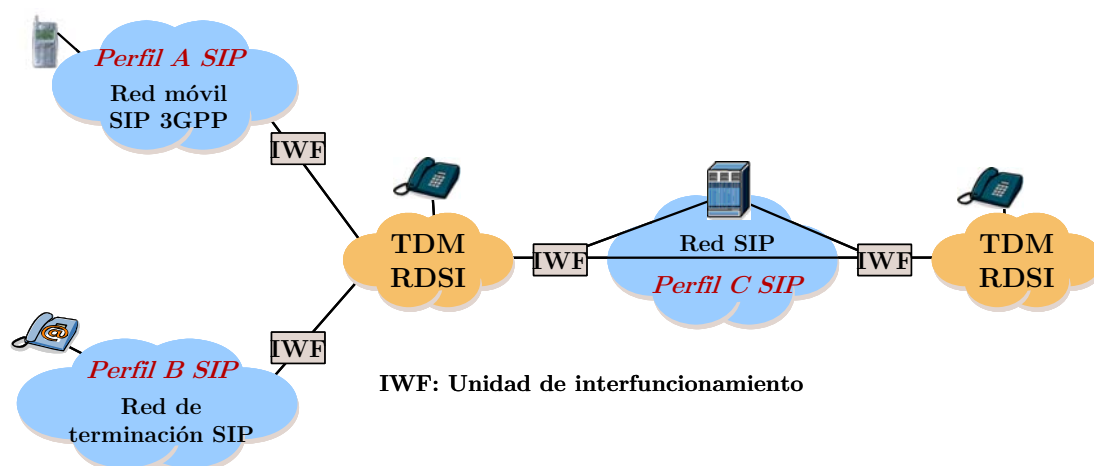 Perfil A SIP
Red móvil
SIP 3GPP
IWF
TDM
RDSI
IWF
Red SIP
Perfil C SIP
IWF
TDM
RDSI
IWF
@
Perfil B SIP
Red de
terminación SIP
IWF: Unidad de interfuncionamiento